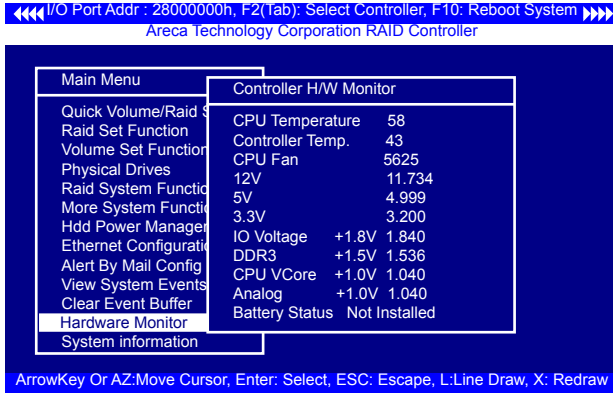 I/O Port Addr : 28000000h, F2(Tab): Select Controller, F10: Reboot System
Areca Technology Corporation RAID Controller
Main Menu
Quick Volume/Raid S
Raid Set Function
Volume Set Function
Physical Drives
Raid System Functio
More System Functi
Hdd Power Manager
Ethernet Configurati
Alert By Mail Config
View System Events
Clear Event Buffer
Hardware Monitor
System information
Controller H/W Monitor
CPU Temperature 58
Controller Temp. 43
CPU Fan 5625
12V 11.734
5V 4.999
3.3V 3.200
IO Voltage +1.8V 1.840
DDR3 +1.5V 1.536
CPU VCore +1.0V 1.040
Analog +1.0V 1.040
Battery Status Not Installed
ArrowKey Or AZ:Move Cursor, Enter: Select, ESC: Escape, L:Line Draw, X: Redraw